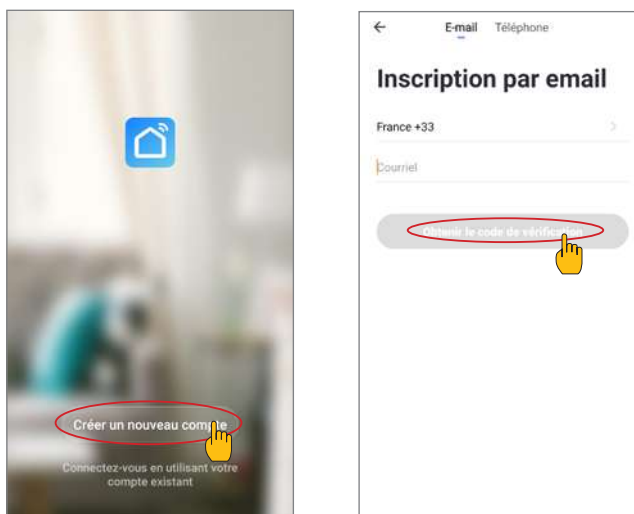 Créer un nouveau compte
Connectez-vous en utilisant votre
compte existant
E-mail Téléphone
Inscription par email
France +33
Courriel
Obtenir le code de vérification